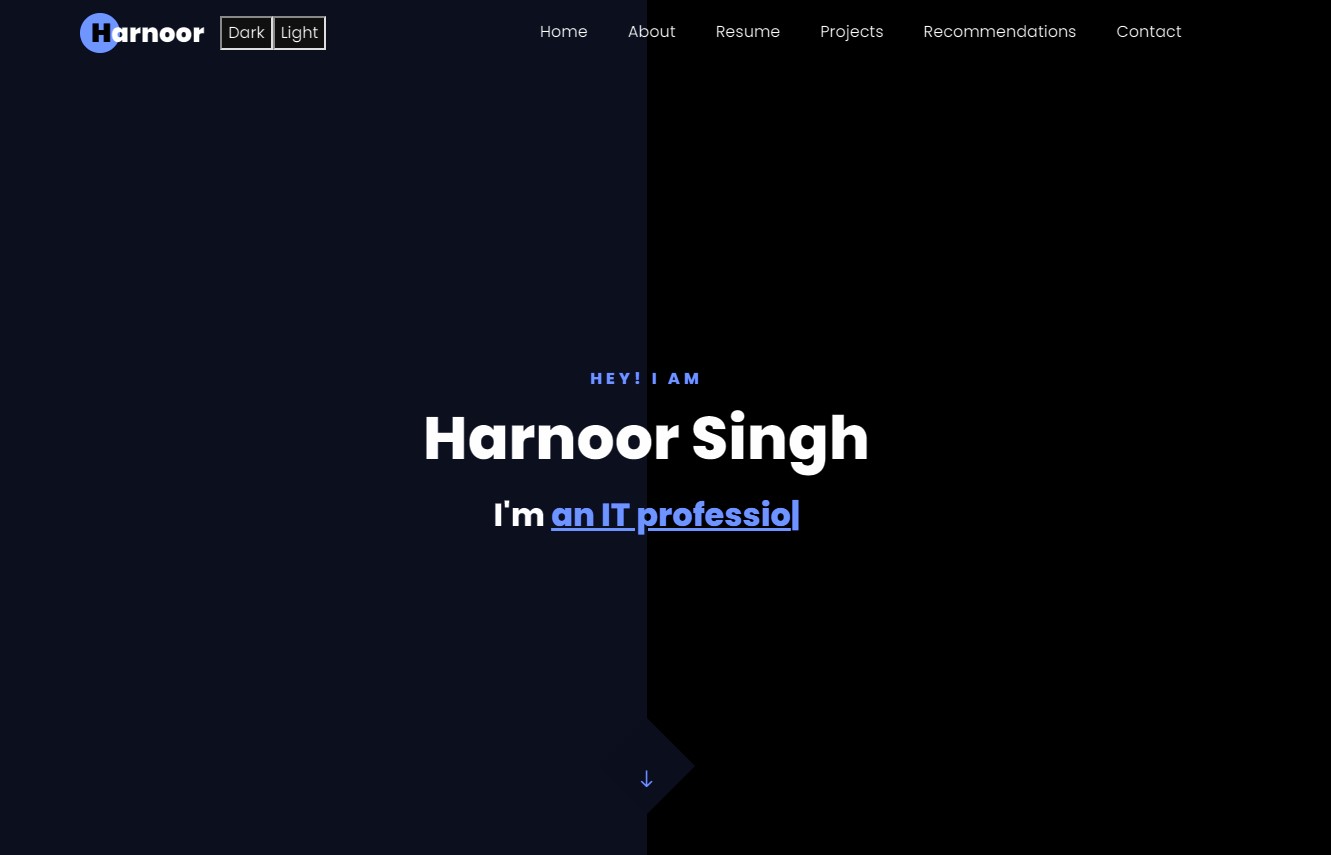 Harnoor Dark Light Home About Resume Projects Recommendations Contact
HEY! I AM
Harnoor Singh
I'm an IT professio|